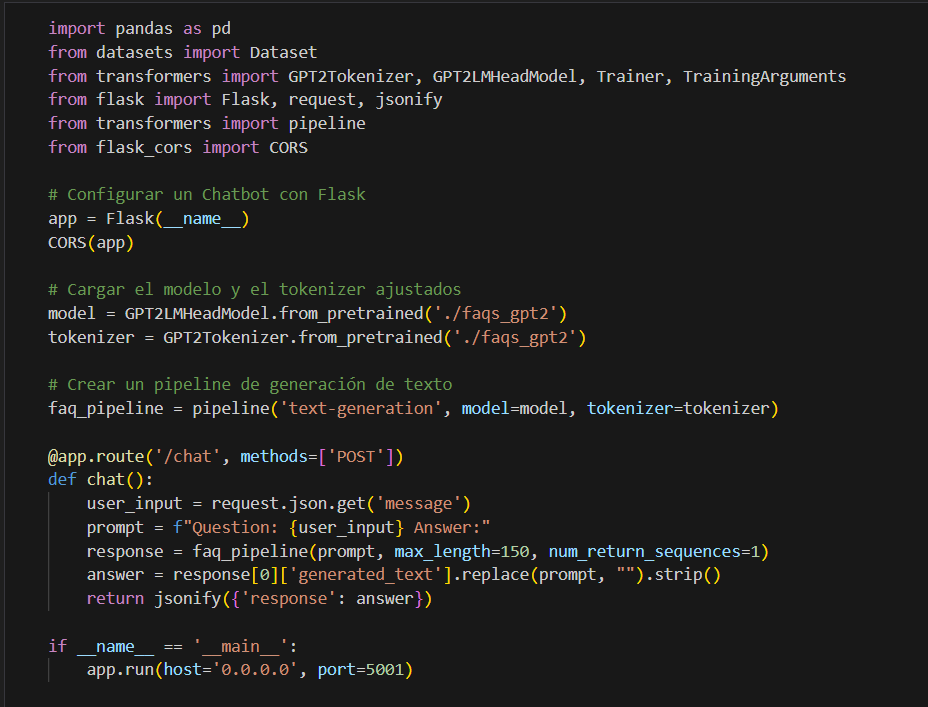 import pandas as pd
from datasets import Dataset
from transformers import GPT2Tokenizer, GPT2LMHeadModel, Trainer, TrainingArguments
from flask import Flask, request, jsonify
from transformers import pipeline
from flask_cors import CORS

# Configurar un Chatbot con Flask
app = Flask(__name__)
CORS(app)

# Cargar el modelo y el tokenizer ajustados
model = GPT2LMHeadModel.from_pretrained('./faqs_gpt2')
tokenizer = GPT2Tokenizer.from_pretrained('./faqs_gpt2')

# Crear un pipeline de generación de texto
faq_pipeline = pipeline('text-generation', model=model, tokenizer=tokenizer)

@app.route('/chat', methods=['POST'])
def chat():
    user_input = request.json.get('message')
    prompt = f"Question: {user_input} Answer:"
    response = faq_pipeline(prompt, max_length=150, num_return_sequences=1)
    answer = response[0]['generated_text'].replace(prompt, "").strip()
    return jsonify({'response': answer})

if __name__ == '__main__':
    app.run(host='0.0.0.0', port=5001)